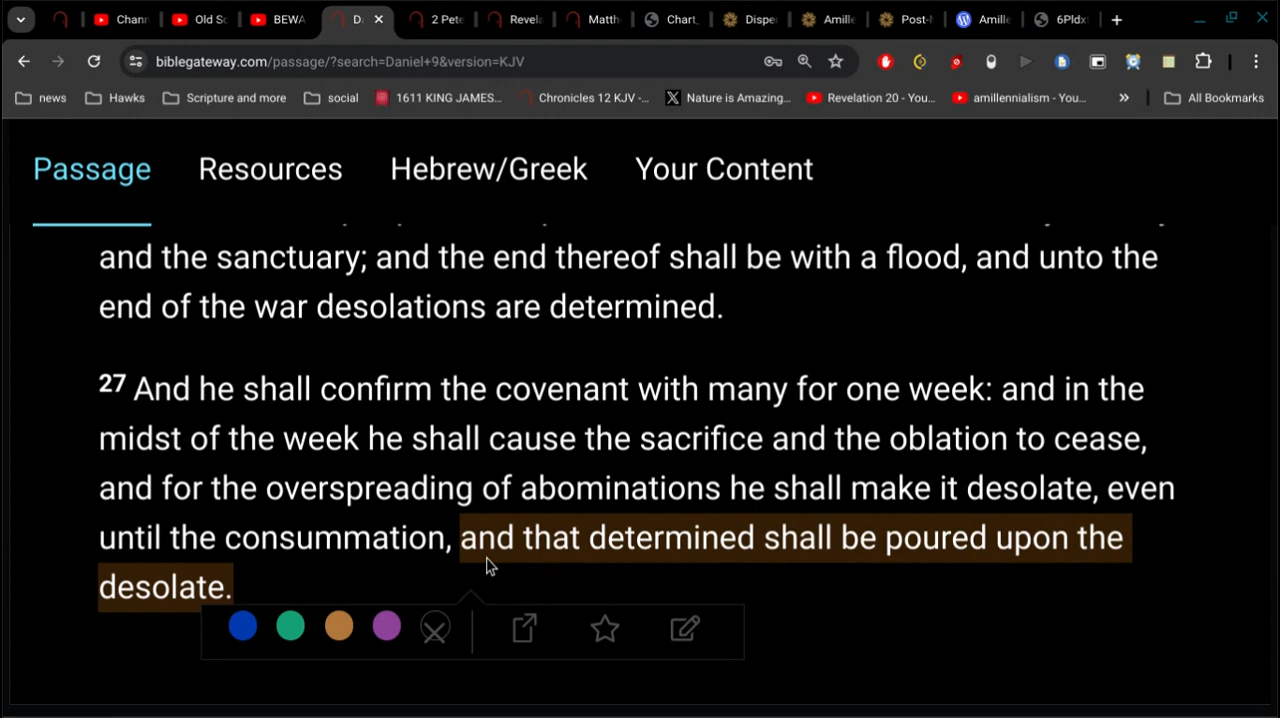 Chann
Old Sc
BEWA
D.
2 Pete
Revela
Matth
Chart_
Disper
Amille
Post-
Amille
6Pldx
biblegateway.com/passage/?search=Daniel+9&version=KJV
news
Hawks
Scripture and more
social
1611 KING JAMES...
Chronicles 12 KJV -...
Nature is Amazing...
Revelation 20 - You...
amillennialism - You...
»
All Bookmarks
Passage
Resources
Hebrew/Greek
Your Content
and the sanctuary; and the end thereof shall be with a flood, and unto the
end of the war desolations are determined.
27 And he shall confirm the covenant with many for one week: and in the
midst of the week he shall cause the sacrifice and the oblation to cease,
and for the overspreading of abominations he shall make it desolate, even
until the consummation, and that determined shall be poured upon the
desolate.